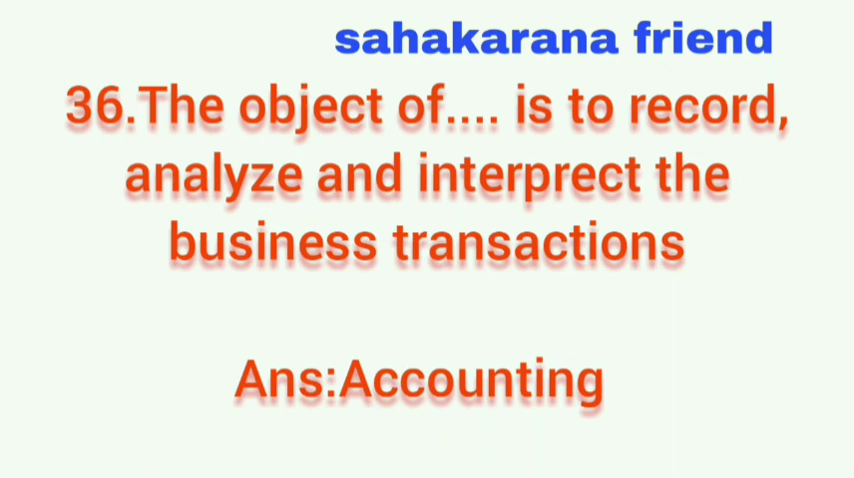 sahakarana friend
36.The object of.... is to record,
analyze and interprect the
business transactions
Ans:Accounting